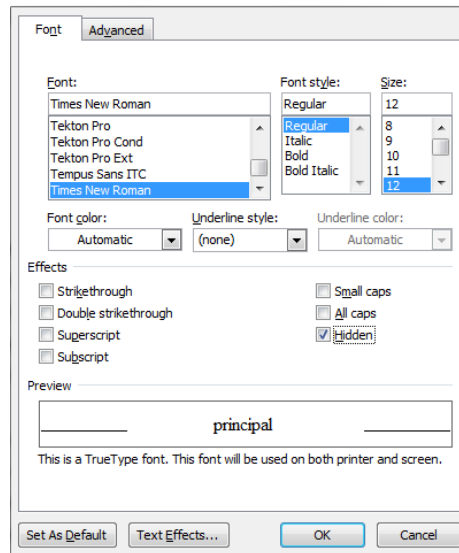 Font Advanced
Font: Font style: Size:
Times New Roman Regular 12
Tekton Pro Regular 8
Tekton Pro Cond Italic 9
Tekton Pro Ext Bold 10
Tempus Sans ITC Bold Italic 11
Times New Roman 12
Font color: Underline style: Underline color:
Automatic (none) Automatic
Effects
Strikethrough Small caps
Double strikethrough All caps
Superscript Hidden
Subscript
Preview
principal
This is a TrueType font. This font will be used on both printer and screen.
Set As Default Text Effects... OK Cancel